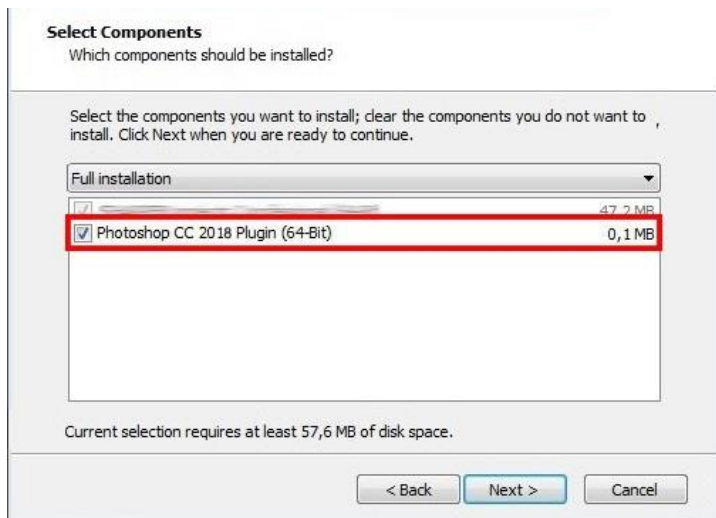 Select Components
Which components should be installed?
Select the components you want to install; clear the components you do not want to ,
install. Click Next when you are ready to continue.
Full installation
47,2 MB
Photoshop CC 2018 Plugin (64-Bit) 0,1 MB
Current selection requires at least 57,6 MB of disk space.
< Back Next > Cancel